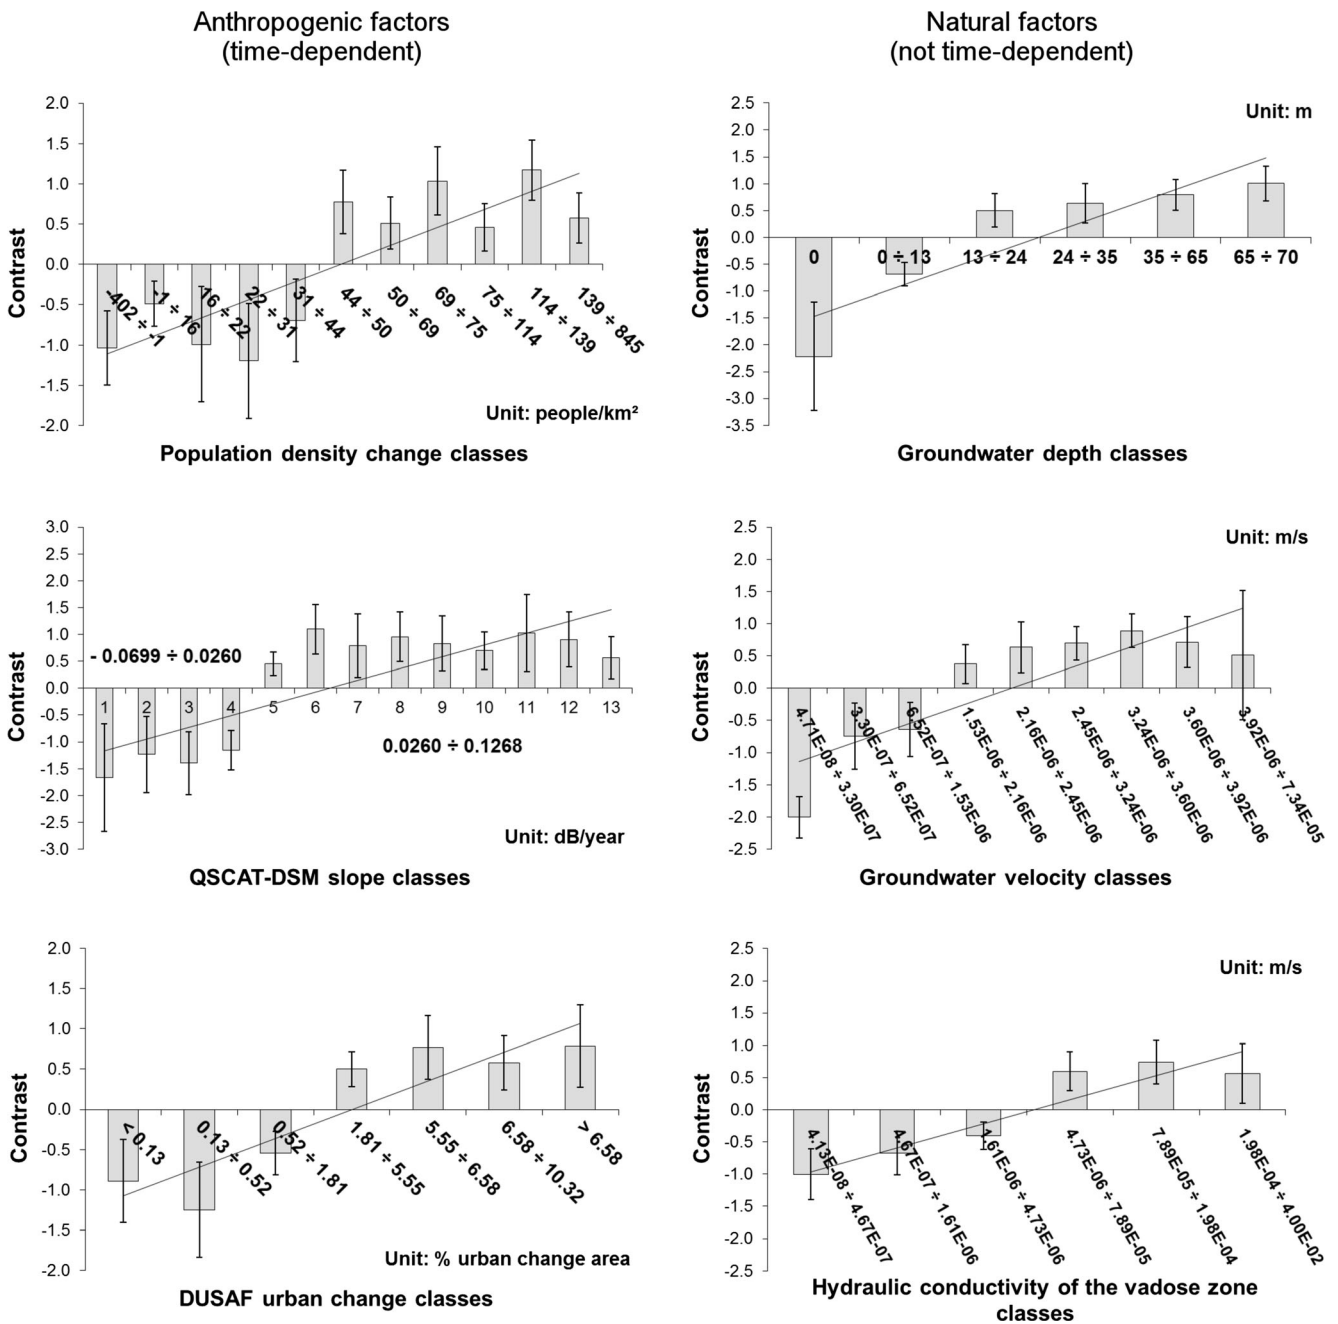 Anthropogenic factors
(time-dependent)
Natural factors
(not time-dependent)
2.0
1.5
1.0
0.5
0.0
-0.5
-1.0
-1.5
-2.0
Contrast
-402 ÷ -1
-1 ÷ 16
16 ÷ 22
22 ÷ 31
31 ÷ 44
44 ÷ 50
50 ÷ 69
69 ÷ 75
75 ÷ 114
114 ÷ 139
139 ÷ 845
Unit: people/km²
Population density change classes
2.5
2.0
1.5
1.0
0.5
0.0
-0.5
-1.0
-1.5
-2.0
-2.5
-3.0
-3.5
Contrast
Unit: m
0
0 ÷ 13
13 ÷ 24
24 ÷ 35
35 ÷ 65
65 ÷ 70
Groundwater depth classes
3.0
2.5
2.0
1.5
1.0
0.5
0.0
-0.5
-1.0
-1.5
-2.0
-2.5
-3.0
Contrast
- 0.0699 ÷ 0.0260
1 2 3 4 5 6 7 8 9 10 11 12 13
0.0260 ÷ 0.1268
Unit: dB/year
QSCAT-DSM slope classes
2.5
2.0
1.5
1.0
0.5
0.0
-0.5
-1.0
-1.5
-2.0
-2.5
Contrast
Unit: m/s
4.71E-08 ÷ 3.30E-07
3.30E-07 ÷ 6.52E-07
6.52E-07 ÷ 1.53E-06
1.53E-06 ÷ 2.16E-06
2.16E-06 ÷ 2.45E-06
2.45E-06 ÷ 3.24E-06
3.24E-06 ÷ 3.60E-06
3.60E-06 ÷ 3.92E-06
3.92E-06 ÷ 7.34E-05
Groundwater velocity classes
2.0
1.5
1.0
0.5
0.0
-0.5
-1.0
-1.5
-2.0
Contrast
< 0.13
0.13 ÷ 0.52
0.52 ÷ 1.81
1.81 ÷ 5.55
5.55 ÷ 6.58
6.58 ÷ 10.32
> 6.58
Unit: % urban change area
DUSAF urban change classes
2.5
2.0
1.5
1.0
0.5
0.0
-0.5
-1.0
-1.5
-2.0
-2.5
Contrast
Unit: m/s
4.13E-08 ÷ 4.67E-07
4.67E-07 ÷ 1.61E-06
1.61E-06 ÷ 4.73E-06
4.73E-06 ÷ 7.89E-05
7.89E-05 ÷ 1.98E-04
1.98E-04 ÷ 4.00E-02
Hydraulic conductivity of the vadose zone
classes